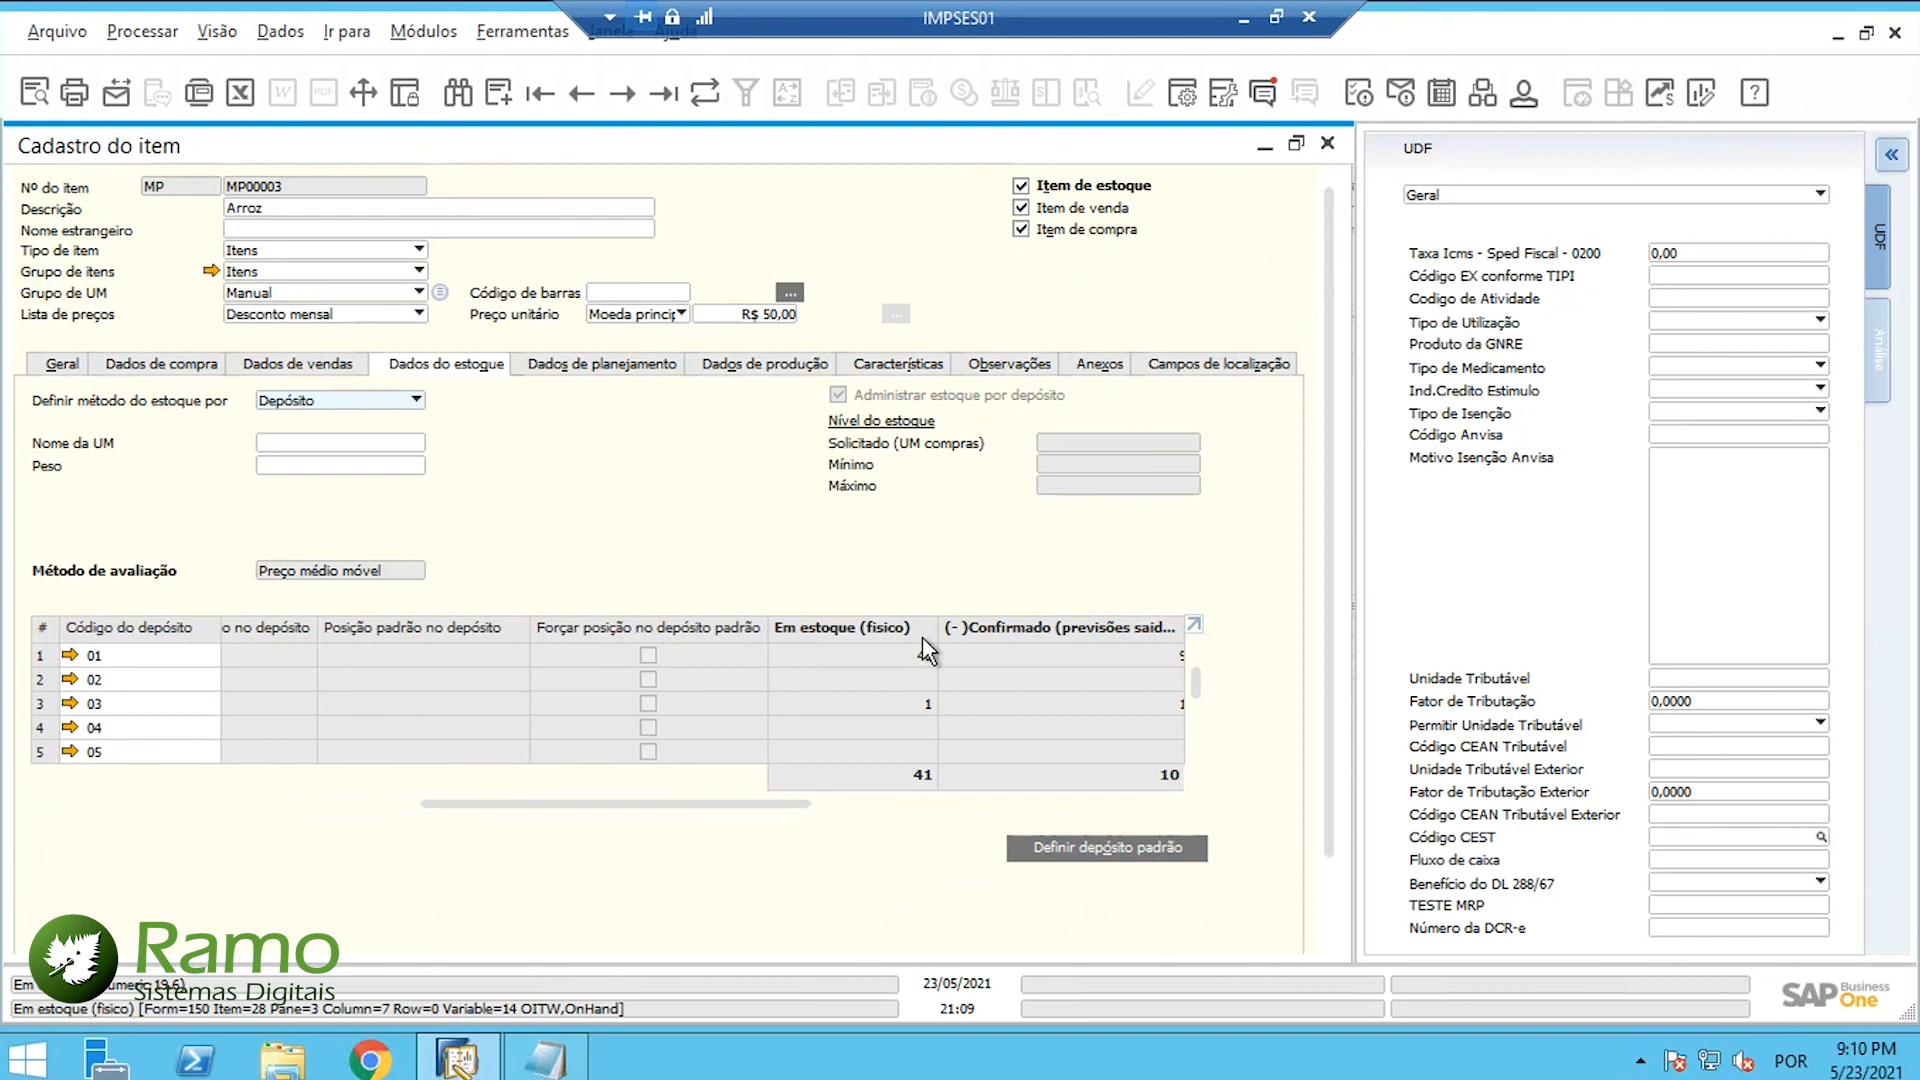 IMPSES01
Arquivo Processar Visão Dados Ir para Módulos Ferramentas Janela Ajuda
Cadastro do item
Nº do item MP MP00003
Descrição Arroz
Nome estrangeiro
Tipo de item Itens
Grupo de itens Itens
Grupo de UM Manual Código de barras ...
Lista de preços Desconto mensal Preço unitário Moeda princip R$ 50,00 ...
Item de estoque
Item de venda
Item de compra
Geral Dados de compra Dados de vendas Dados do estoque Dados de planejamento Dados de produção Características Observações Anexos Campos de localização
Definir método do estoque por Depósito
Administrar estoque por depósito
Nível do estoque
Nome da UM Solicitado (UM compras)
Peso Mínimo
Máximo
Método de avaliação Preço médio móvel
# Código do depósito o no depósito Posição padrão no depósito Forçar posição no depósito padrão Em estoque (fisico) (- )Confirmado (previsões said...
1 01
2 02
3 03 1
4 04
5 05
41 10
Definir depósito padrão
UDF
Geral
UDF
Análise
Taxa Icms - Sped Fiscal - 0200 0,00
Código EX conforme TIPI
Codigo de Atividade
Tipo de Utilização
Produto da GNRE
Tipo de Medicamento
Ind.Credito Estimulo
Tipo de Isenção
Código Anvisa
Motivo Isenção Anvisa
Unidade Tributável
Fator de Tributação 0,0000
Permitir Unidade Tributável
Código CEAN Tributável
Unidade Tributável Exterior
Fator de Tributação Exterior 0,0000
Código CEAN Tributável Exterior
Código CEST
Fluxo de caixa
Benefício do DL 288/67
TESTE MRP
Número da DCR-e
Ramo
Sistemas Digitais
23/05/2021
Em estoque (fisico) [Form=150 Item=28 Pane=3 Column=7 Row=0 Variable=14 OITW,OnHand]
21:09
SAP Business One
POR
9:10 PM
5/23/2021